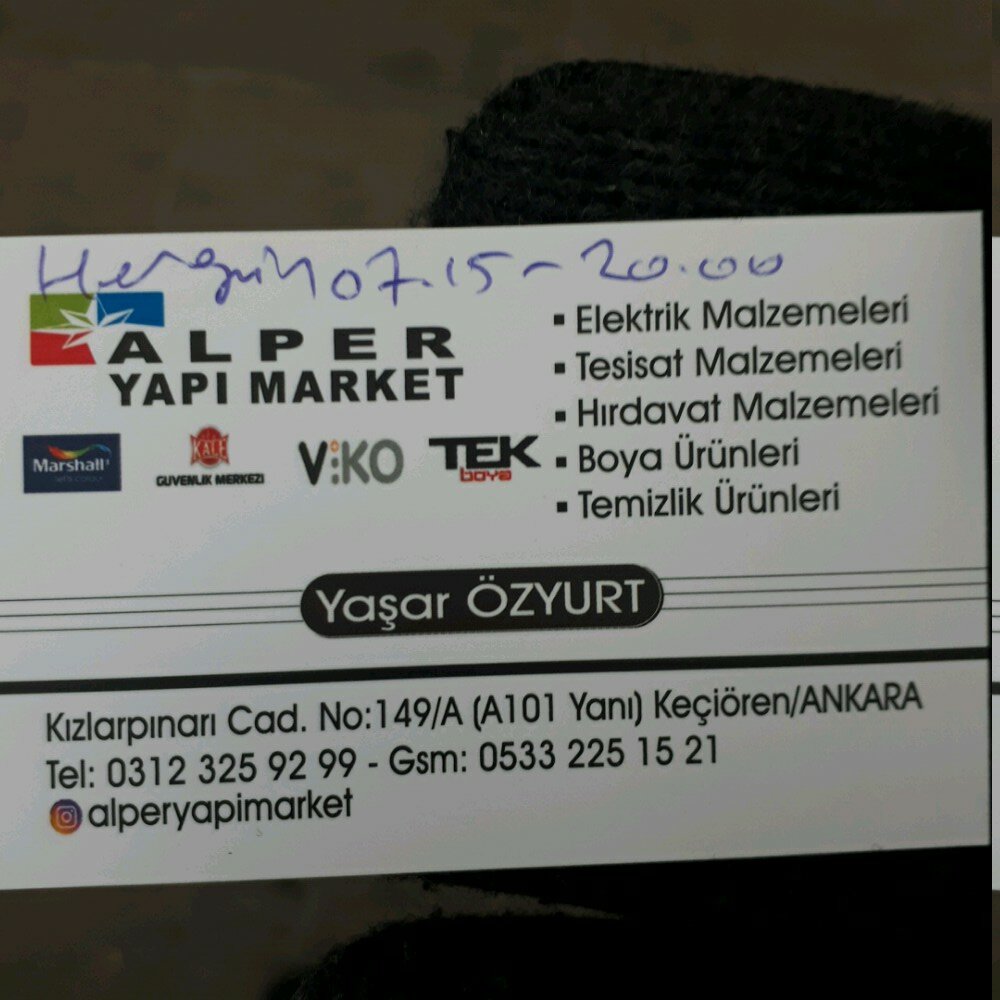 Hergün 07.15 - 20.00
ALPER
YAPI MARKET
Marshall
KALE
GÜVENLİK MERKEZİ
ViKO
TEK
boya
▪ Elektrik Malzemeleri
▪ Tesisat Malzemeleri
▪ Hırdavat Malzemeleri
▪ Boya Ürünleri
▪ Temizlik Ürünleri
Yaşar ÖZYURT
Kızlarpınarı Cad. No:149/A (A101 Yanı) Keçiören/ANKARA
Tel: 0312 325 92 99 - Gsm: 0533 225 15 21
alperyapimarket